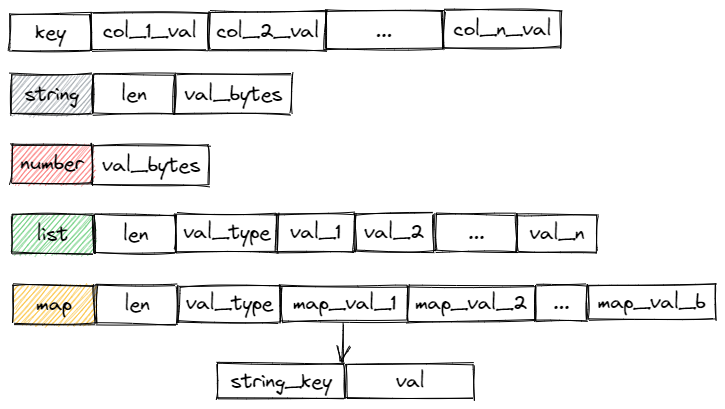 key col_1_val col_2_val ... col_n_val
string len val_bytes
number val_bytes
list len val_type val_1 val_2 ... val_n
map len val_type map_val_1 map_val_2 ... map_val_b
string_key val